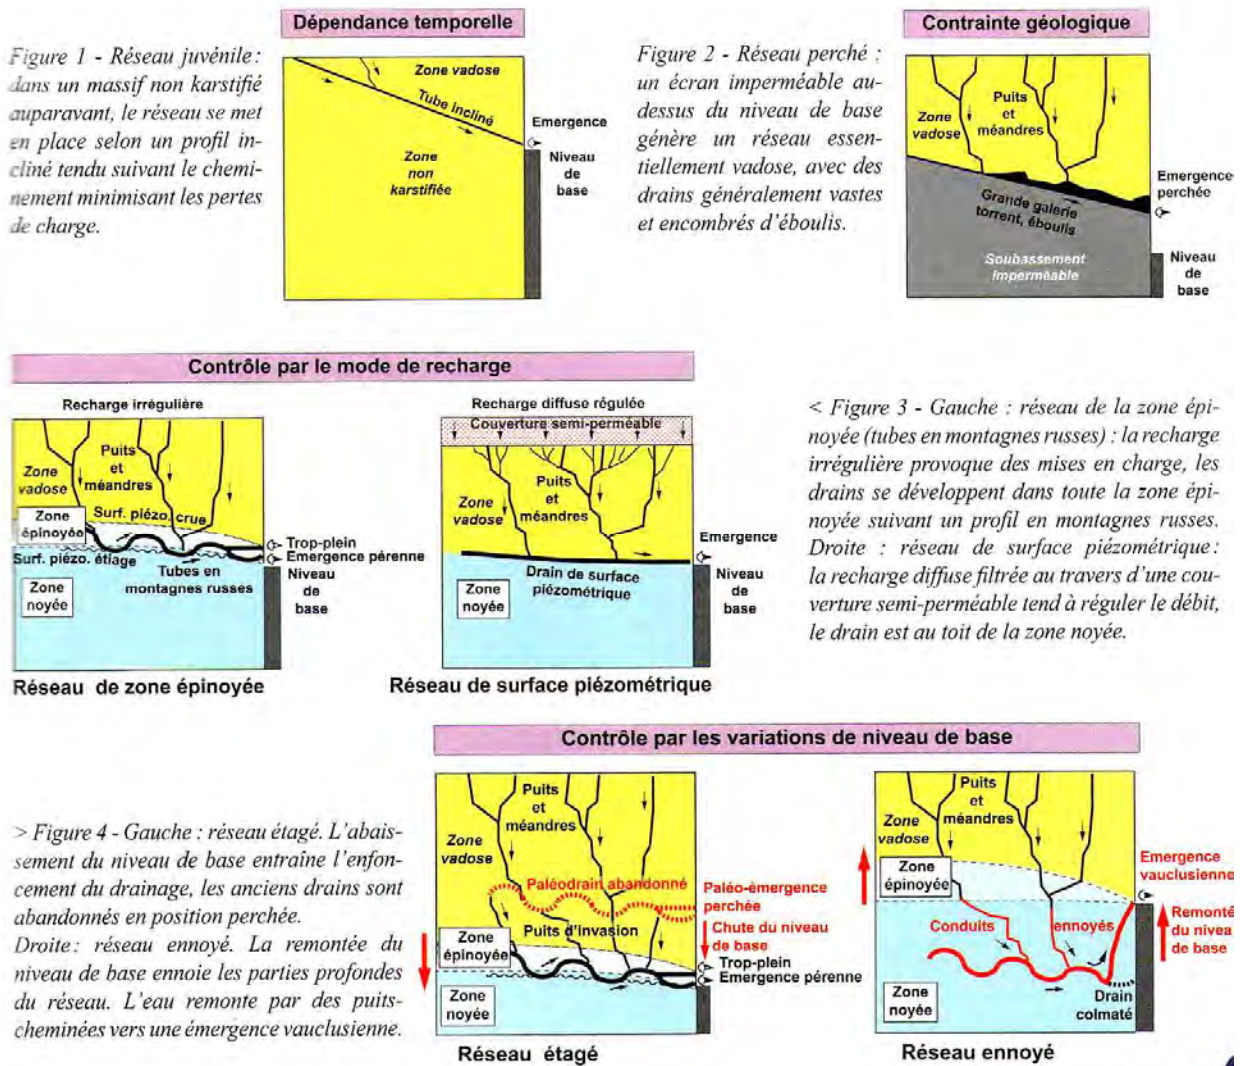 Dépendance temporelle
Figure 1 - Réseau juvénile :
dans un massif non karstifié
auparavant, le réseau se met
en place selon un profil in-
cliné tendu suivant le chemi-
nement minimisant les pertes
de charge.
Zone vadose
Tube incliné
Zone
non
karstifiée
Emergence
Niveau
de
base
Contrainte géologique
Figure 2 - Réseau perché :
un écran imperméable au-
dessus du niveau de base
génère un réseau essen-
tiellement vadose, avec des
drains généralement vastes
et encombrés d'éboulis.
Zone
vadose
Puits
et
méandres
Grande galerie
torrent, éboulis
Soubassement
imperméable
Emergence
perchée
Niveau
de
base
Contrôle par le mode de recharge
Recharge irrégulière
Puits
et
méandres
Zone
vadose
Surf. piézo. crue
Zone
épinoyée
Surf. piézo. étiage
Tubes en
montagnes russes
Zone
noyée
Trop-plein
Emergence pérenne
Niveau
de
base
Réseau de zone épinoyée
Recharge diffuse régulée
Couverture semi-perméable
Puits
et
méandres
Zone
vadose
Drain de surface
piézométrique
Zone
noyée
Emergence
Niveau
de
base
Réseau de surface piézométrique
< Figure 3 - Gauche : réseau de la zone épi-
noyée (tubes en montagnes russes) : la recharge
irrégulière provoque des mises en charge, les
drains se développent dans toute la zone épi-
noyée suivant un profil en montagnes russes.
Droite : réseau de surface piézométrique :
la recharge diffuse filtrée au travers d'une cou-
verture semi-perméable tend à réguler le débit,
le drain est au toit de la zone noyée.
Contrôle par les variations de niveau de base
> Figure 4 - Gauche : réseau étagé. L'abais-
sement du niveau de base entraîne l'enfon-
cement du drainage, les anciens drains sont
abandonnés en position perchée.
Droite : réseau ennoyé. La remontée du
niveau de base ennoie les parties profondes
du réseau. L'eau remonte par des puits-
cheminées vers une émergence vauclusienne.
Puits
et
méandres
Zone
vadose
Paléodrain abandonné
Puits d'invasion
Zone
épinoyée
Zone
noyée
Paléo-émergence
perchée
Chute du niveau
de base
Trop-plein
Emergence pérenne
Réseau étagé
Puits
et
méandres
Zone
vadose
Zone
épinoyée
Conduits ennoyés
Zone
noyée
Drain
colmaté
Emergence
vauclusienne
Remonté
du nivea
de base
Réseau ennoyé